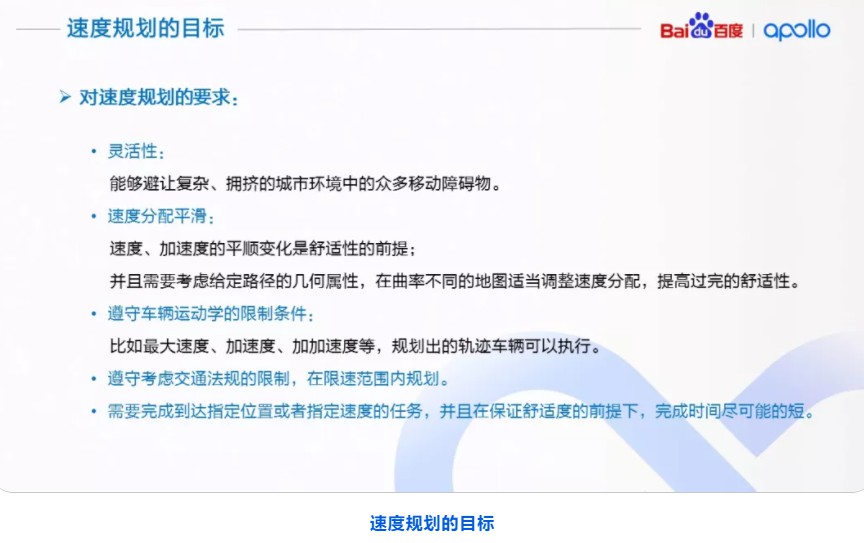 速度规划的目标
Bai du 百度 | apollo
➢ 对速度规划的要求：
• 灵活性：
能够避让复杂、拥挤的城市环境中的众多移动障碍物。
• 速度分配平滑：
速度、加速度的平顺变化是舒适性的前提；
并且需要考虑给定路径的几何属性，在曲率不同的地图适当调整速度分配，提高过完的舒适性。
• 遵守车辆运动学的限制条件：
比如最大速度、加速度、加加速度等，规划出的轨迹车辆可以执行。
• 遵守考虑交通法规的限制，在限速范围内规划。
• 需要完成到达指定位置或者指定速度的任务，并且在保证舒适度的前提下，完成时间尽可能的短。
速度规划的目标